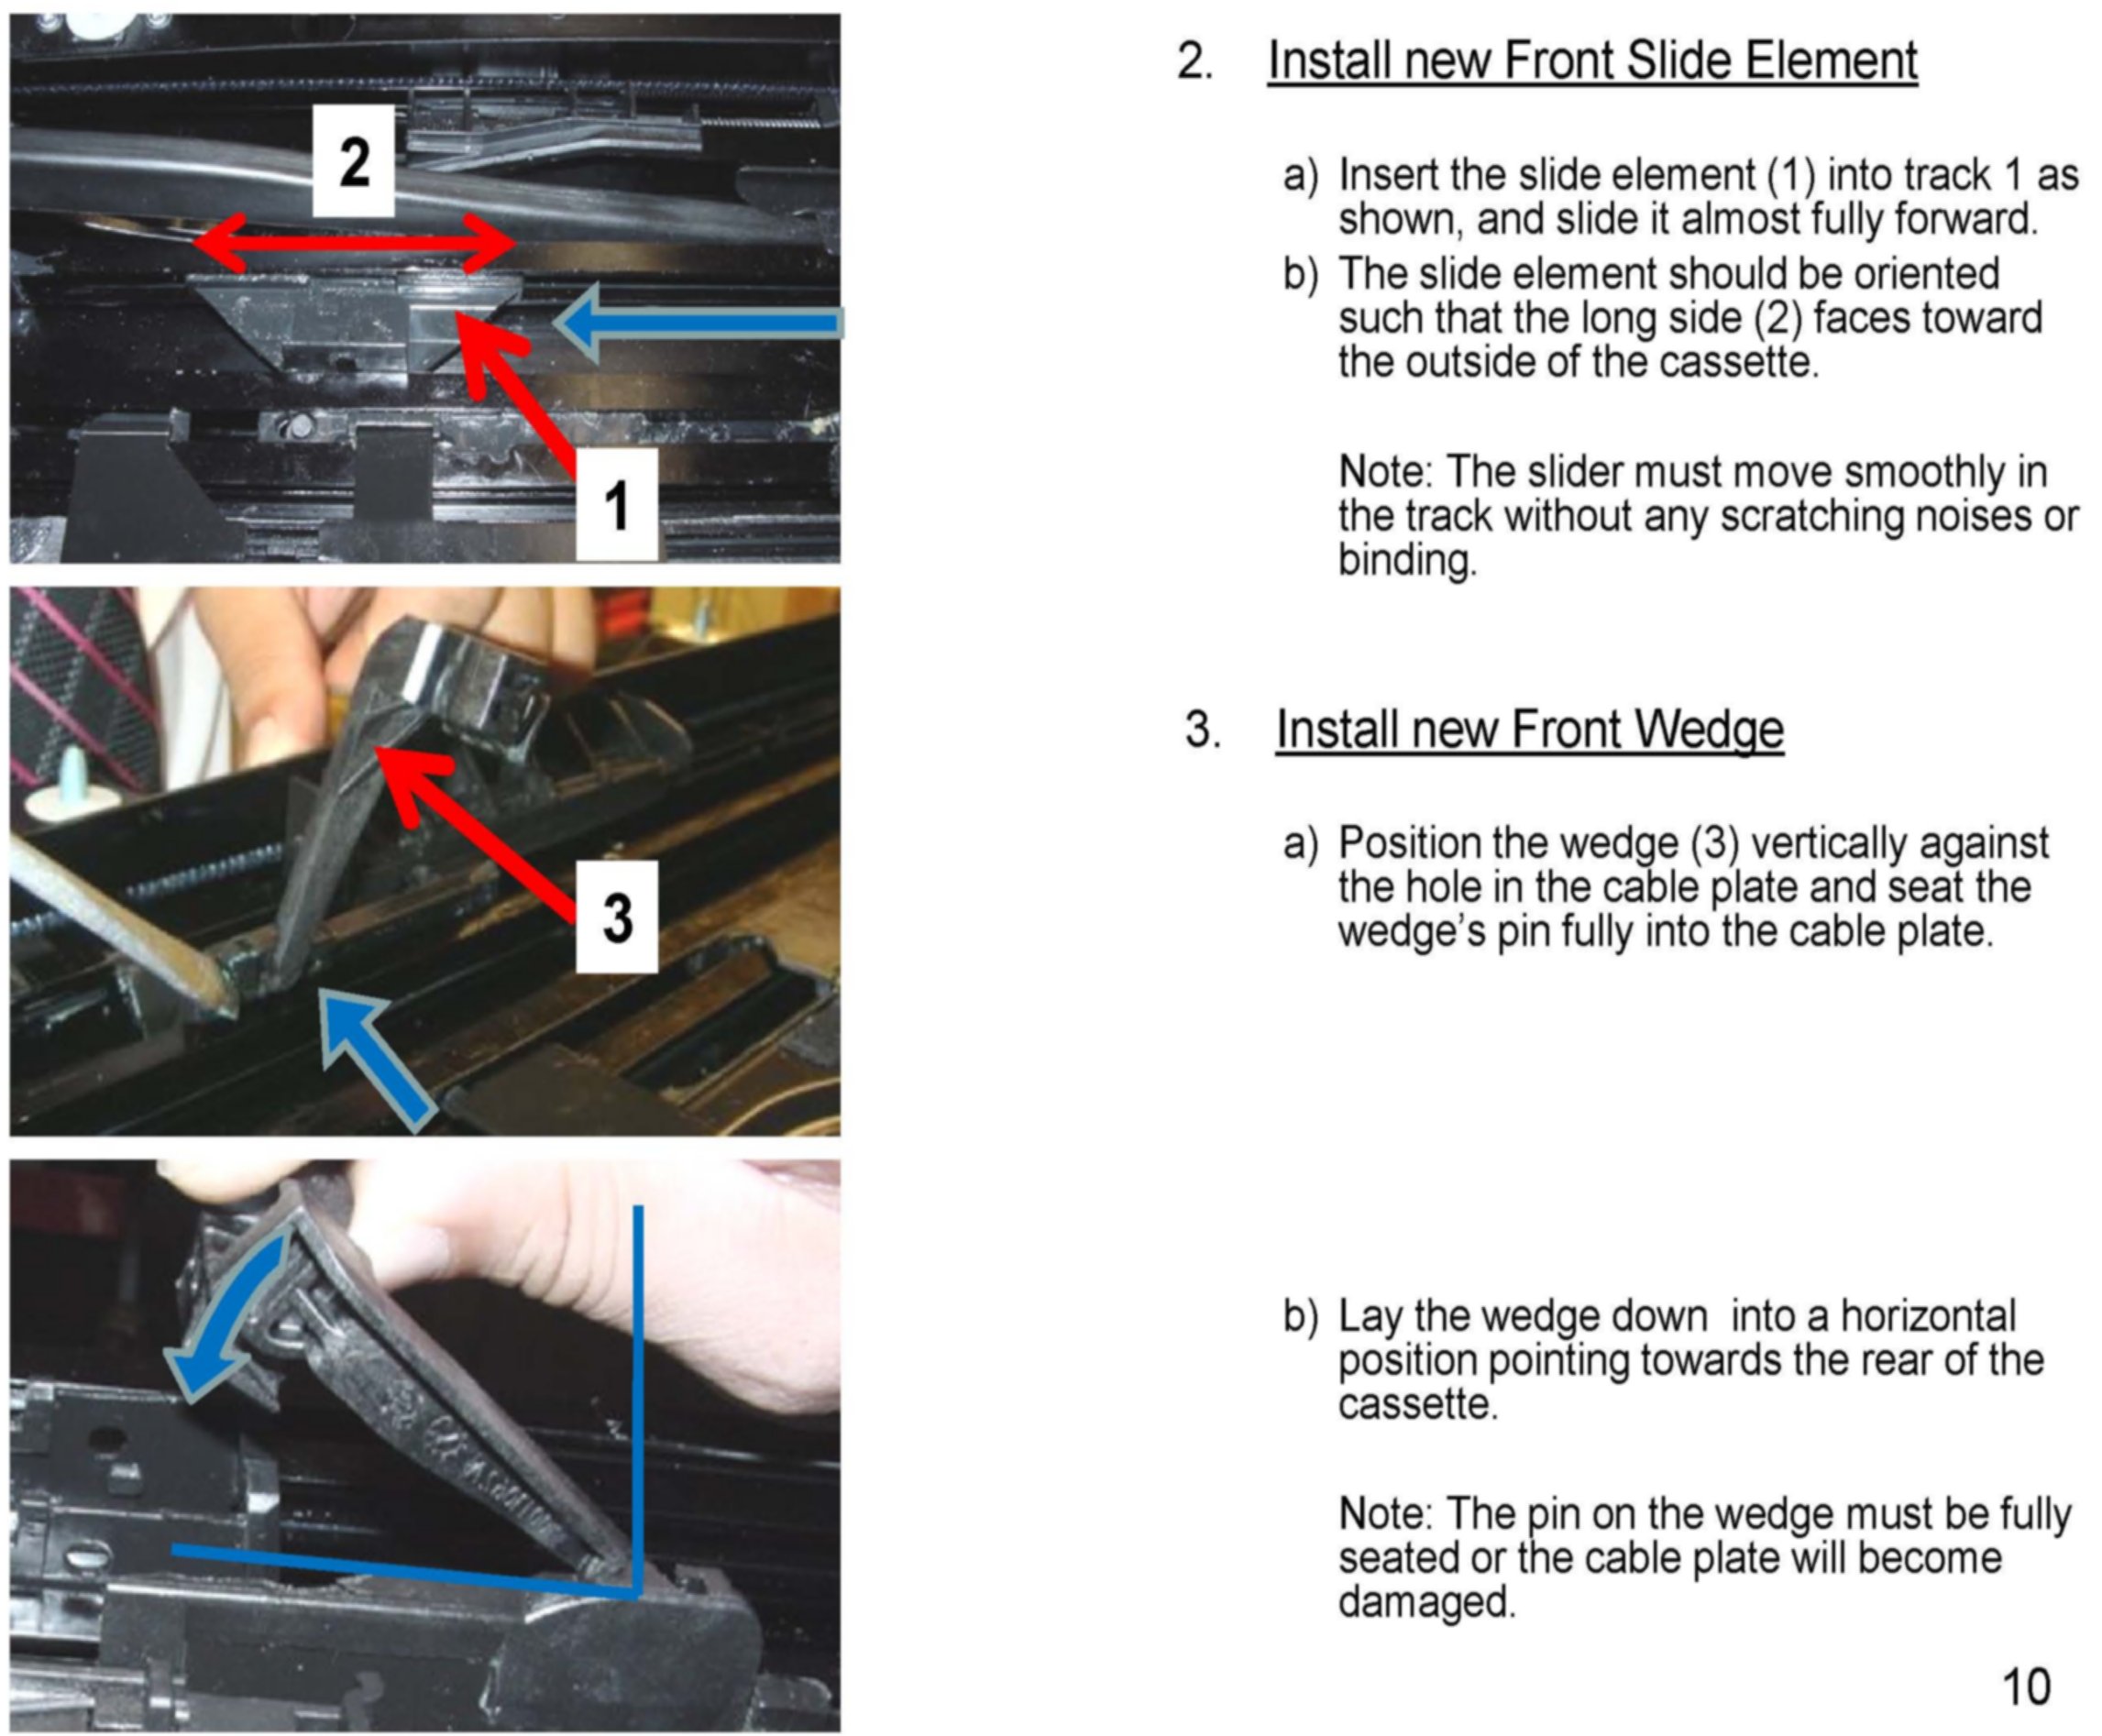 2. Install new Front Slide Element
a) Insert the slide element (1) into track 1 as
shown, and slide it almost fully forward.
b) The slide element should be oriented
such that the long side (2) faces toward
the outside of the cassette.
Note: The slider must move smoothly in
the track without any scratching noises or
binding.
2
1
3. Install new Front Wedge
a) Position the wedge (3) vertically against
the hole in the cable plate and seat the
wedge's pin fully into the cable plate.
3
b) Lay the wedge down  into a horizontal
position pointing towards the rear of the
cassette.
Note: The pin on the wedge must be fully
seated or the cable plate will become
damaged.
10